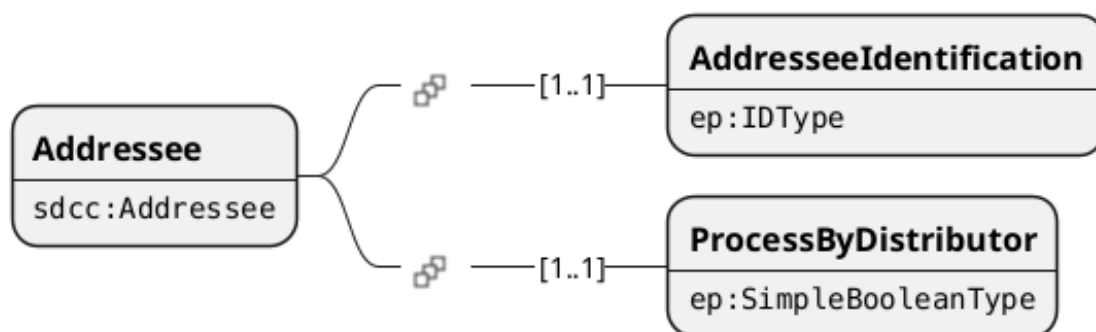 Addressee
sdcc:Addressee
[1..1]
AddresseeIdentification
ep:IDType
[1..1]
ProcessByDistributor
ep:SimpleBooleanType